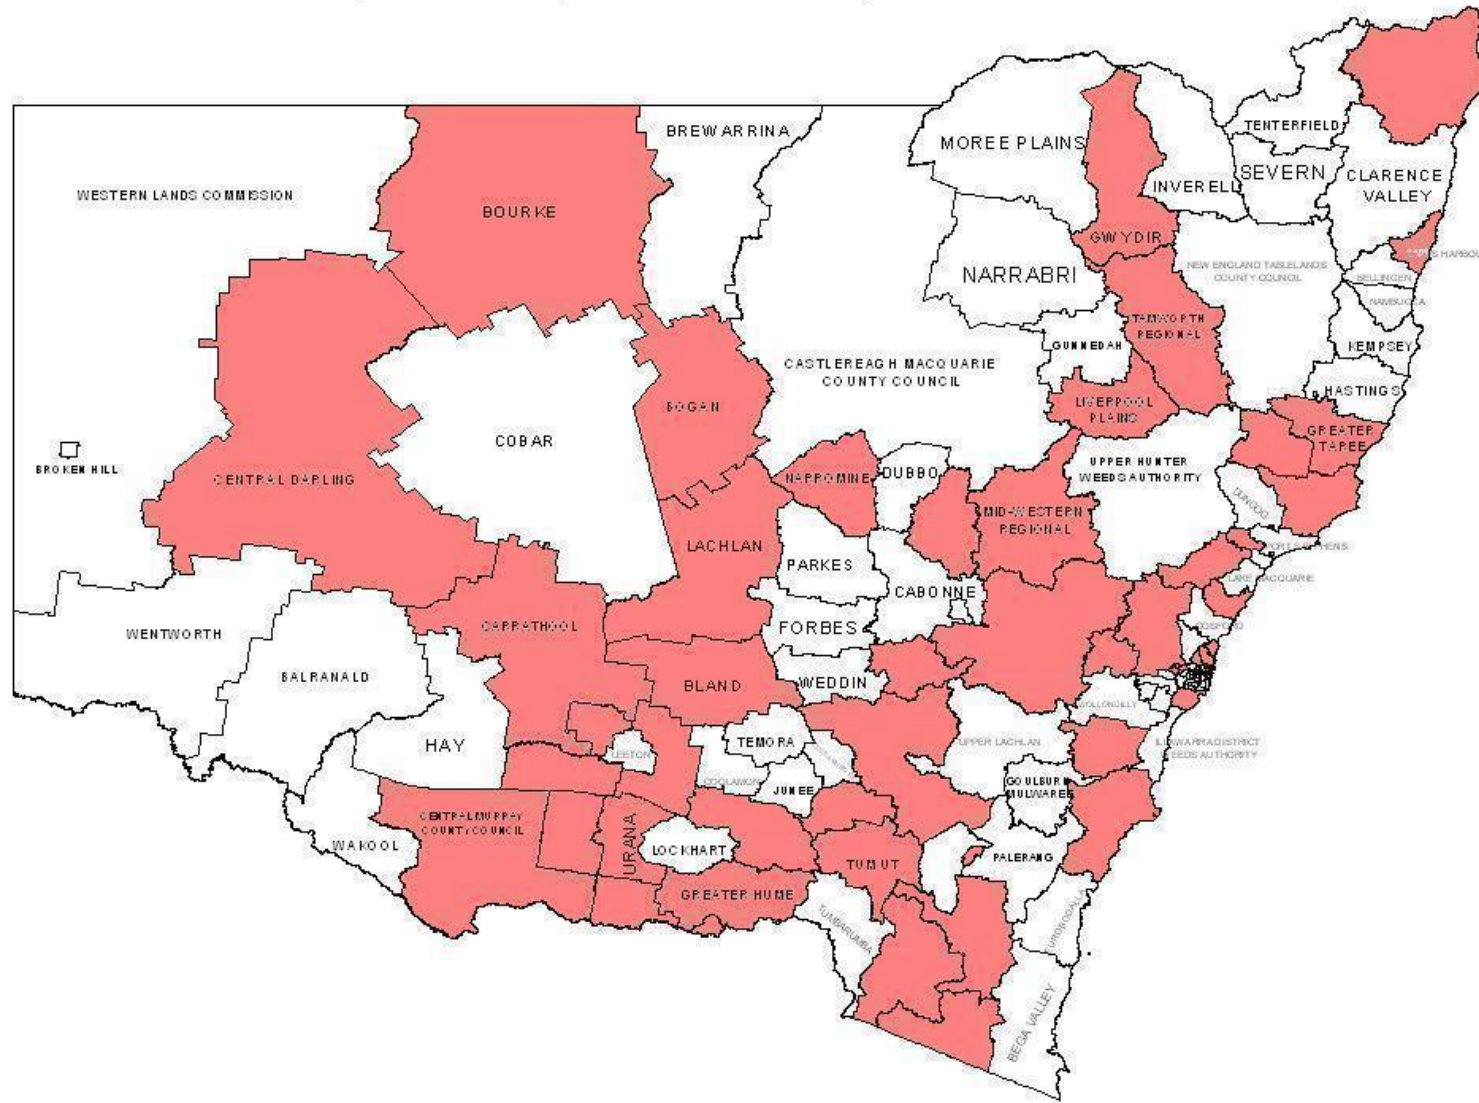 BREWARRINA
TENTERFIELD
MOREE PLAINS
SEVERN
CLARENCE
VALLEY
INVERELL
WESTERN LANDS COMMISSION
BOURKE
GWYDIR
HARBOUR
NEW ENGLAND TABLELANDS
COUNTY COUNCIL
BELLINGEN
NARRABRI
NAMBUCCA
TAMWORTH
REGIONAL
GUNNEDAH
KEMPSEY
CASTLEREAGH MACQUARIE
COUNTY COUNCIL
HASTINGS
LIVERPOOL
PLAINS
BOGAN
COBAR
GREATER
TAREE
BROKEN HILL
UPPER HUNTER
WEEDS AUTHORITY
CENTRAL DARLING
NARROMINE
DUBBO
DUNGOG
MID-WESTERN
REGIONAL
LACHLAN
PORT STEPHENS
PARKES
LAKE MACQUARIE
CABONNE
WENTWORTH
CARRATHOOL
FORBES
GOSFORD
BALRANALD
BLAND
WEDDIN
WOLLONDILLY
HAY
LEETON
TEMORA
UPPER LACHLAN
ILLAWARRA DISTRICT
WEEDS AUTHORITY
COOLAMON
JUNEE
GOULBURN
MULWAREE
CENTRAL MURRAY
COUNTY COUNCIL
URANA
WAKOOL
LOCKHART
TUMUT
PALERANG
GREATER HUME
TUMBARUMBA
EUROBODALLA
BEGA VALLEY